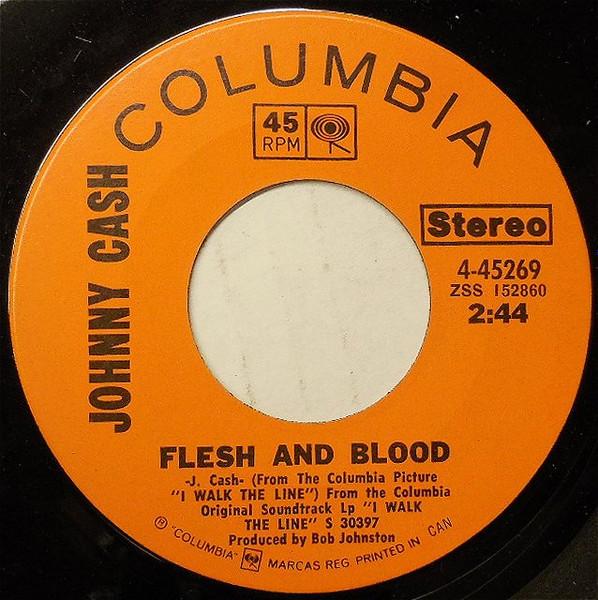 COLUMBIA
45
RPM
JOHNNY CASH
Stereo
4-45269
ZSS 152860
2:44
FLESH AND BLOOD
-J. Cash- (From The Columbia Picture
"I WALK THE LINE") From the Columbia
Original Soundtrack Lp "I WALK
THE LINE" S 30397
Produced by Bob Johnston
Ⓡ "COLUMBIA" MARCAS REG PRINTED IN CAN